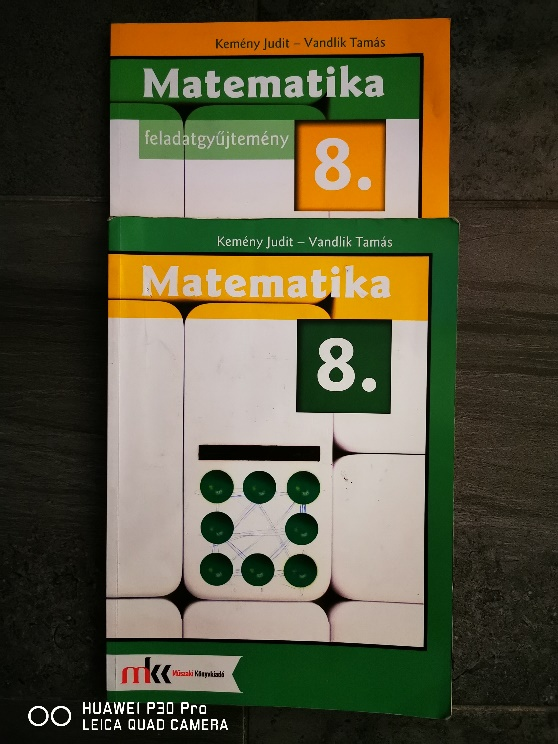 Kemény Judit – Vandlik Tamás
Matematika
feladatgyűjtemény
8.
Kemény Judit – Vandlik Tamás
Matematika
8.
mkk Műszaki Könyvkiadó
HUAWEI P30 Pro
LEICA QUAD CAMERA